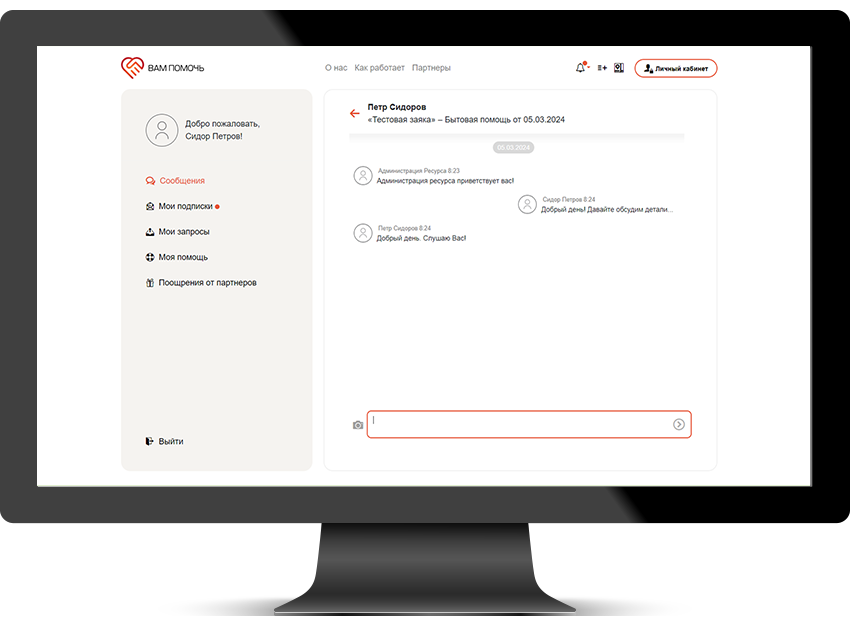 ВАМ ПОМОЧЬ
О нас Как работает Партнеры
Личный кабинет
Добро пожаловать,
Сидор Петров!
Сообщения
Мои подписки
Мои запросы
Моя помощь
Поощрения от партнеров
Выйти
Петр Сидоров
«Тестовая заяка» – Бытовая помощь от 05.03.2024
05.03.2024
Администрация Ресурса 8:23
Администрация ресурса приветствует вас!
Сидор Петров 8:24
Добрый день! Давайте обсудим детали...
Петр Сидоров 8:24
Добрый день. Слушаю Вас!